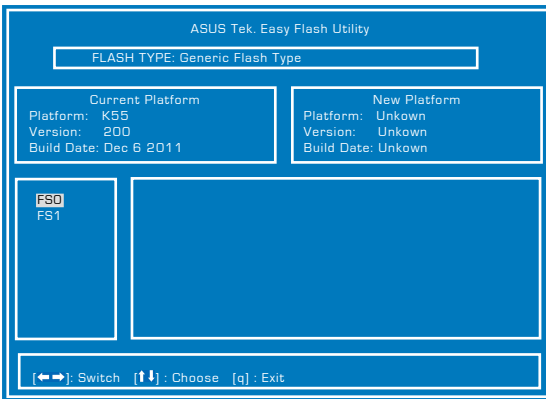 ASUS Tek. Easy Flash Utility
FLASH TYPE: Generic Flash Type
Current Platform
Platform: K55
Version: 200
Build Date: Dec 6 2011
New Platform
Platform: Unkown
Version: Unkown
Build Date: Unkown
FS0
FS1
[←→]: Switch [↑↓] : Choose [q] : Exit